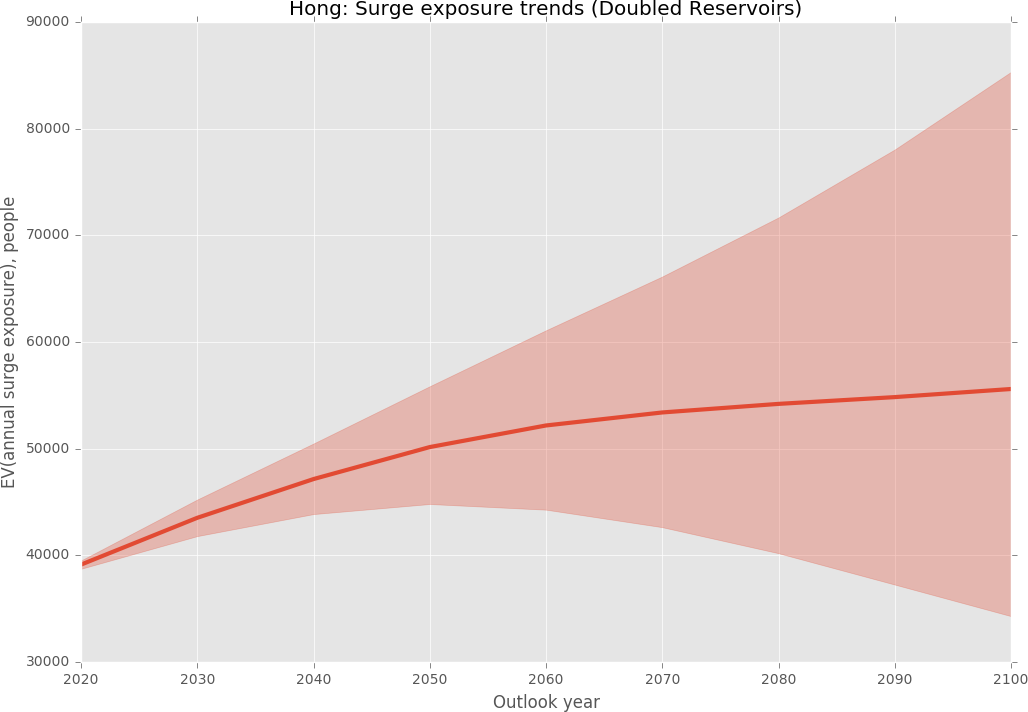 Hong: Surge exposure trends (Doubled Reservoirs)
90000
80000
70000
60000
50000
40000
30000
EV(annual surge exposure), people
2020 2030 2040 2050 2060 2070 2080 2090 2100
Outlook year